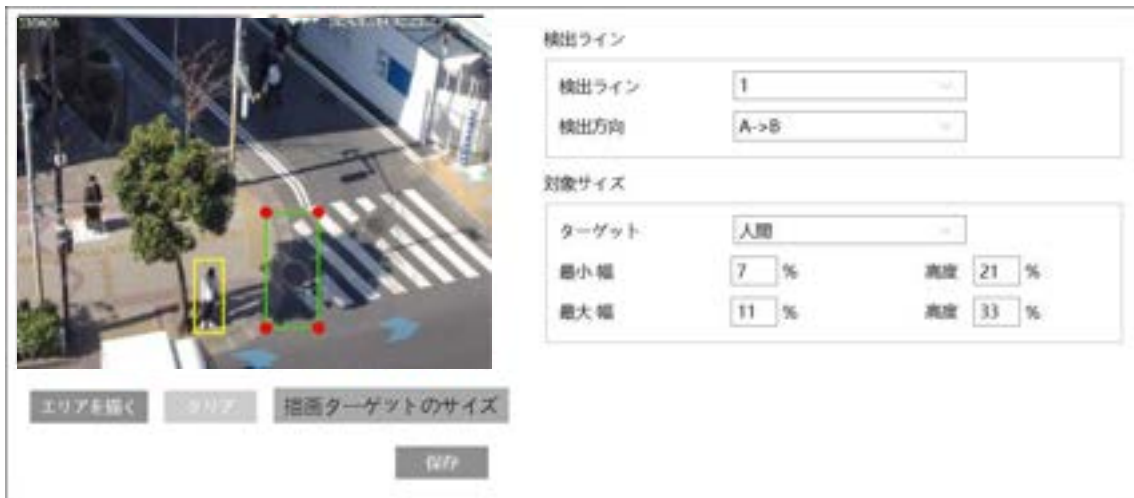 検出ライン
検出ライン 1
検出方向 A->B
対象サイズ
ターゲット 人間
最小 幅 7 % 高度 21 %
最大 幅 11 % 高度 33 %
エリアを描く クリア 描画ターゲットのサイズ
保存